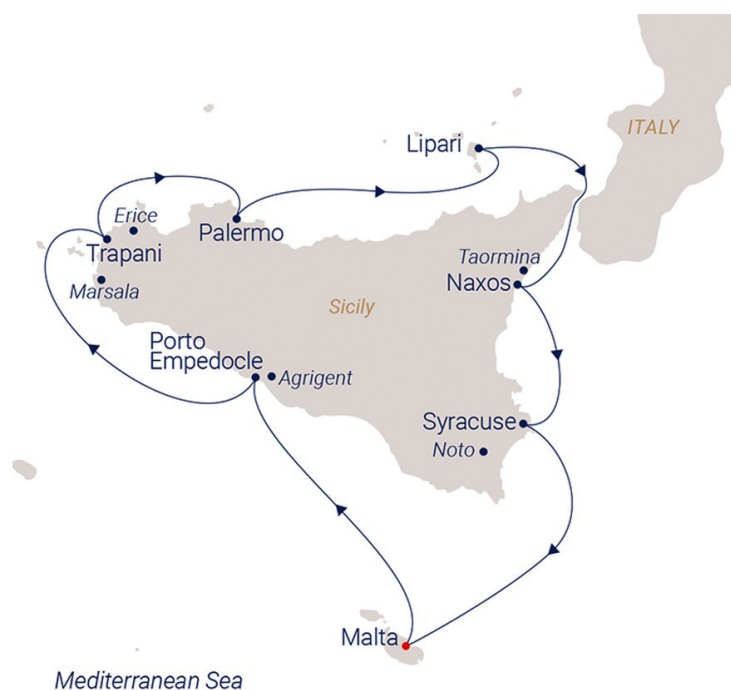 Lipari
ITALY
Erice
Palermo
Trapani
Taormina
Naxos
Marsala
Sicily
Porto
Empedocle
Agrigent
Syracuse
Noto
Malta
Mediterranean Sea